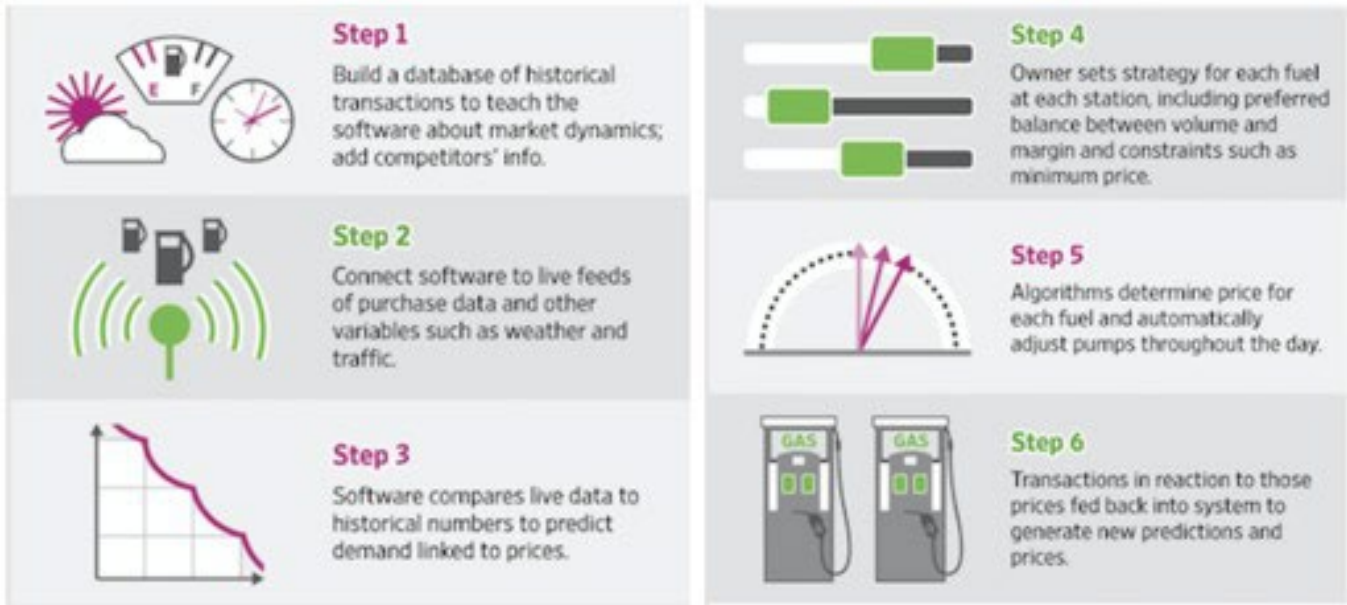 Step 1
Build a database of historical
transactions to teach the
software about market dynamics;
add competitors' info.
E F
Step 2
Connect software to live feeds
of purchase data and other
variables such as weather and
traffic.
Step 3
Software compares live data to
historical numbers to predict
demand linked to prices.
Step 4
Owner sets strategy for each fuel
at each station, including preferred
balance between volume and
margin and constraints such as
minimum price.
Step 5
Algorithms determine price for
each fuel and automatically
adjust pumps throughout the day.
GAS GAS
Step 6
Transactions in reaction to those
prices fed back into system to
generate new predictions and
prices.